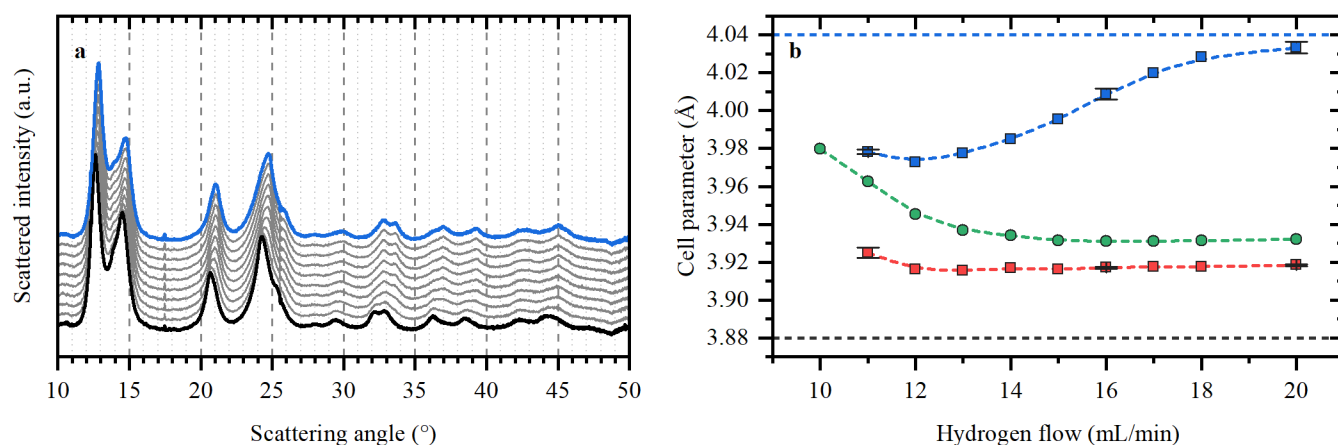 a
Scattered intensity (a.u.)
10 15 20 25 30 35 40 45 50
Scattering angle (°)
b
Cell parameter (Å)
4.04
4.02
4.00
3.98
3.96
3.94
3.92
3.90
3.88
10 12 14 16 18 20
Hydrogen flow (mL/min)